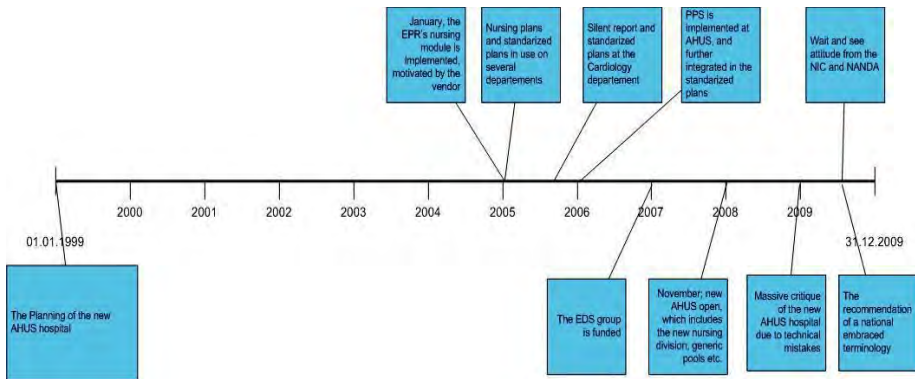 January, the
EPR's nursing
module is
implemented,
motivated by the
vendor
Nursing plans
and standarized
plans in use on
several
departements
Silent report and
standarized
plans at the
Cardiology
departement
PPS is
implemented at
AHUS, and
further
integrated in the
standarized
plans
Wait and see
attitude from the
NIC and NANDA
2000
2001
2002
2003
2004
2005
2006
2007
2008
2009
01.01.1999
31.12.2009
The Planning of the new
AHUS hospital
The EDS group
is funded
November; new
AHUS open,
which includes
the new nursing
division, generic
pools etc.
Massive critique
of the new
AHUS hospital
due to technical
mistakes
The
recommendation
of a national
embraced
terminology